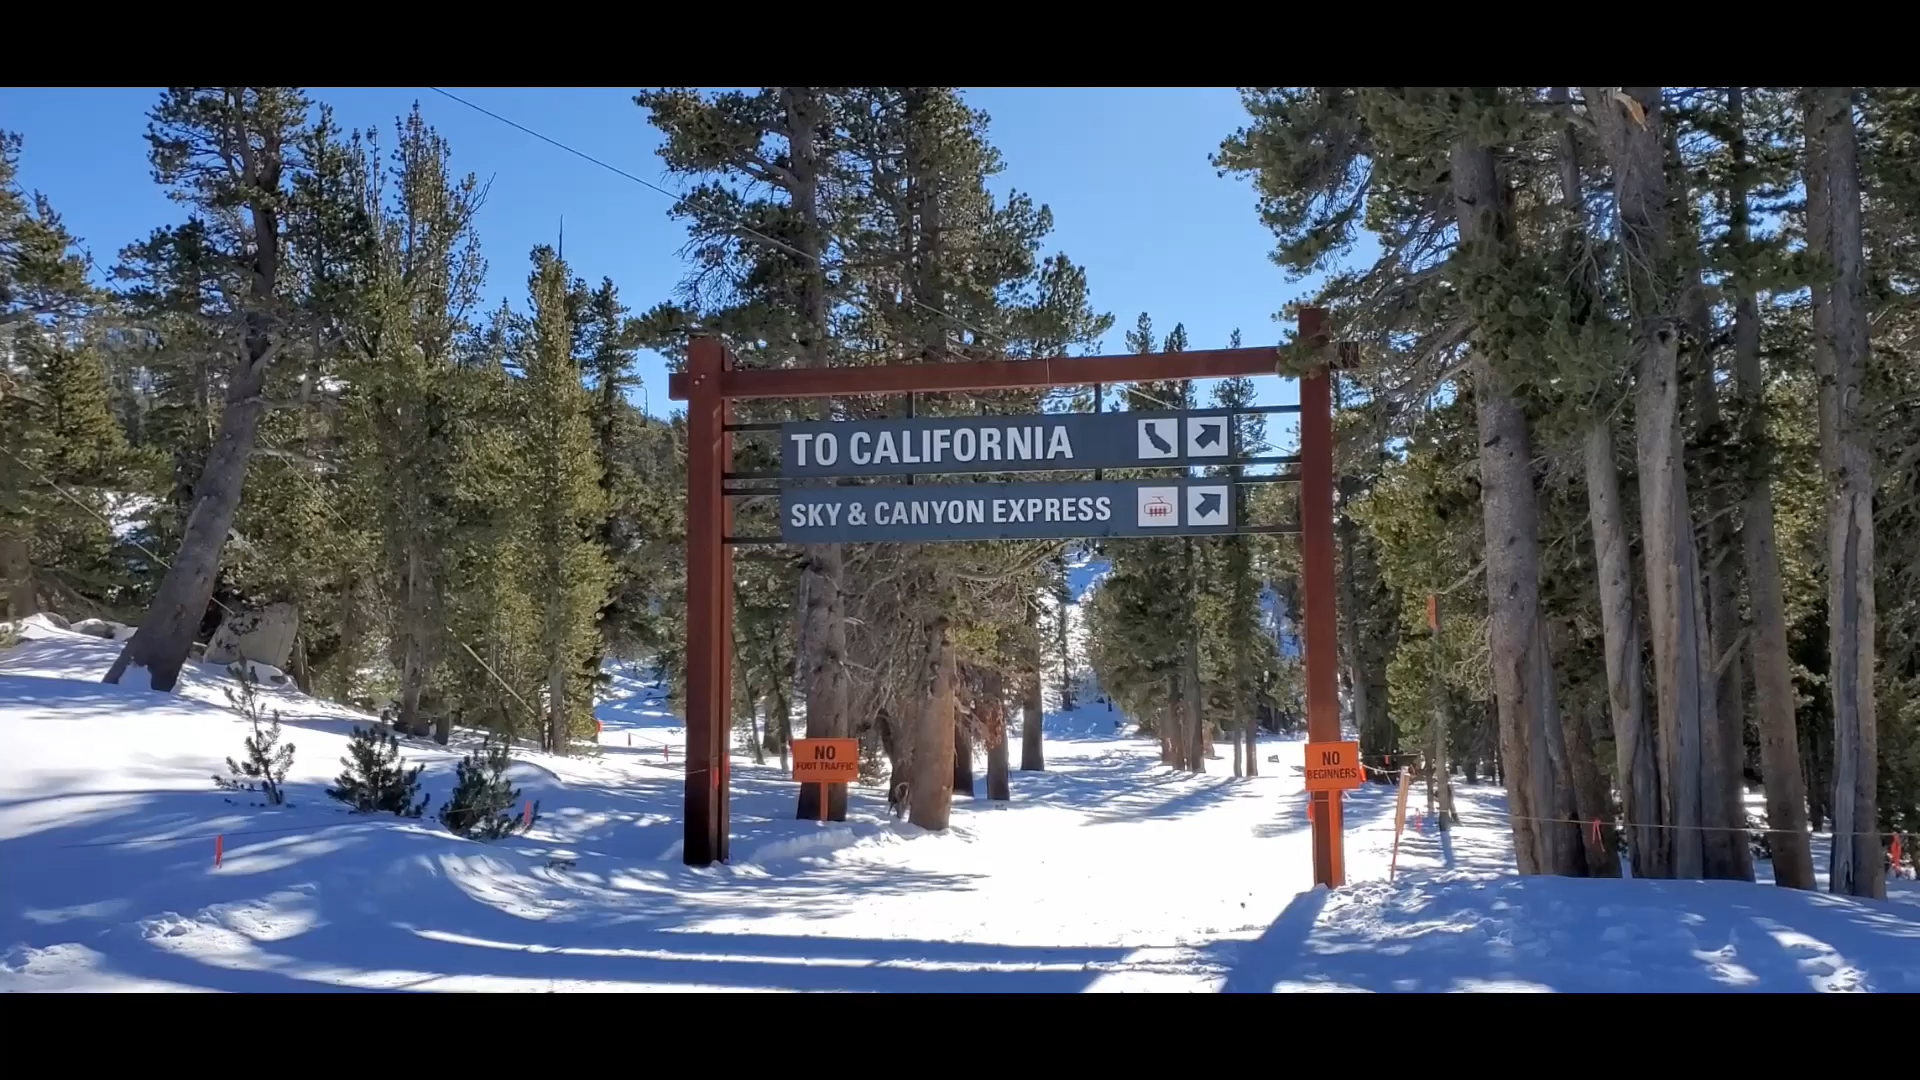 TO CALIFORNIA
SKY & CANYON EXPRESS
NO
FOOT TRAFFIC
NO
BEGINNERS